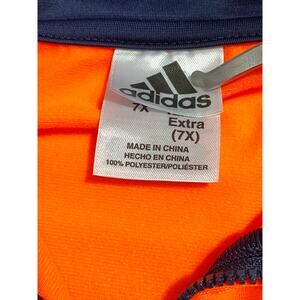 adidas
7X
Extra
(7X)
MADE IN CHINA
HECHO EN CHINA
100% POLYESTER/POLIÉSTER